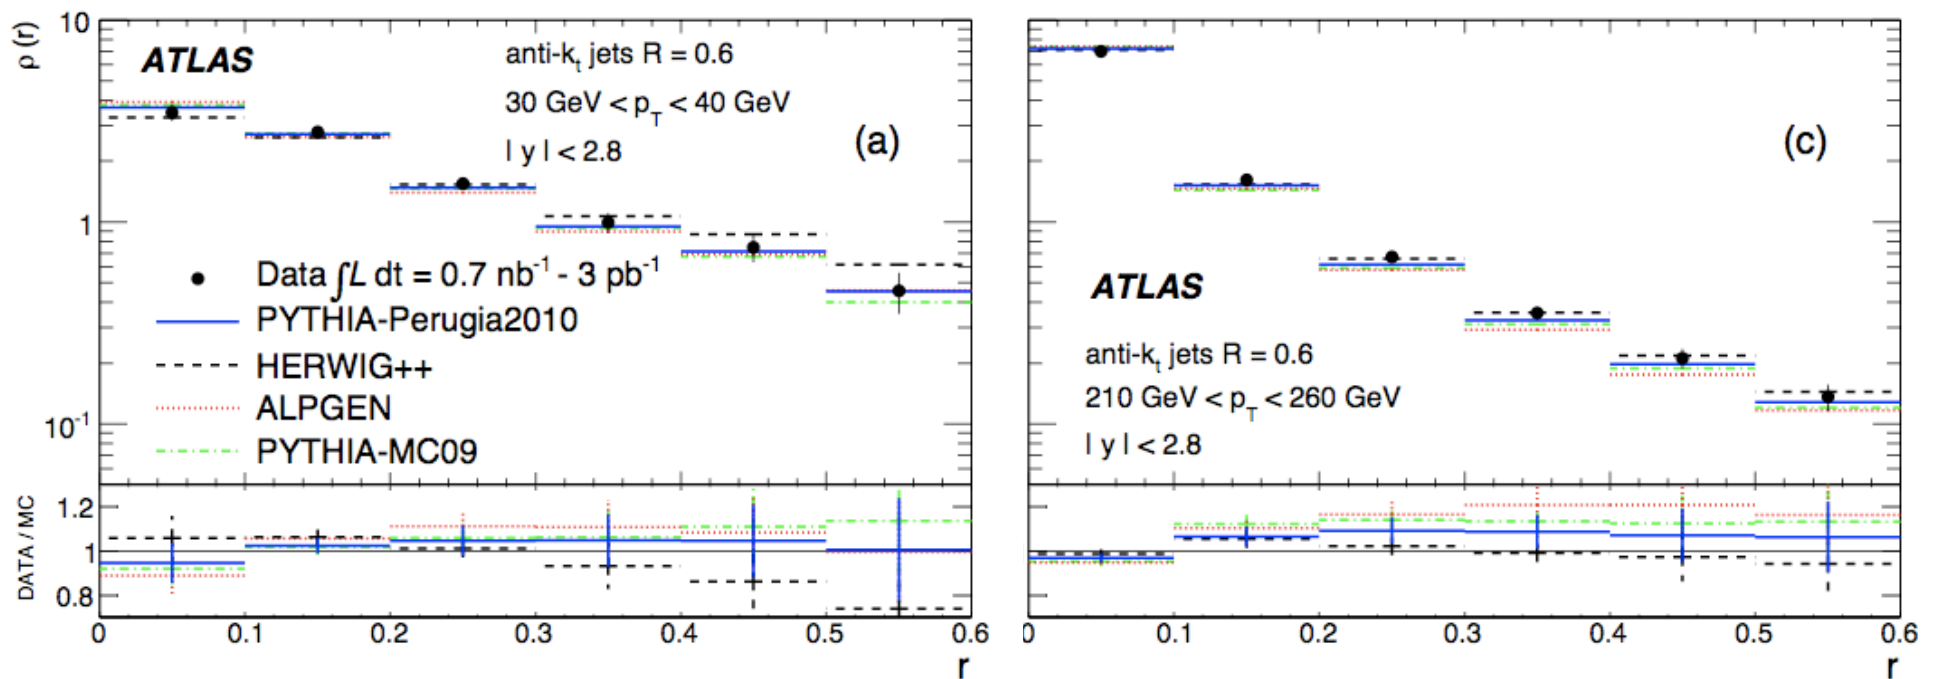 10
ρ (r)
1
10⁻¹
ATLAS
anti-kₜ jets R = 0.6
30 GeV < p_T < 40 GeV
| y | < 2.8
(a)
Data ∫L dt = 0.7 nb⁻¹ - 3 pb⁻¹
PYTHIA-Perugia2010
HERWIG++
ALPGEN
PYTHIA-MC09
DATA / MC
1.2
1
0.8
0 0.1 0.2 0.3 0.4 0.5 0.6
r
(c)
ATLAS
anti-kₜ jets R = 0.6
210 GeV < p_T < 260 GeV
| y | < 2.8
0 0.1 0.2 0.3 0.4 0.5 0.6
r